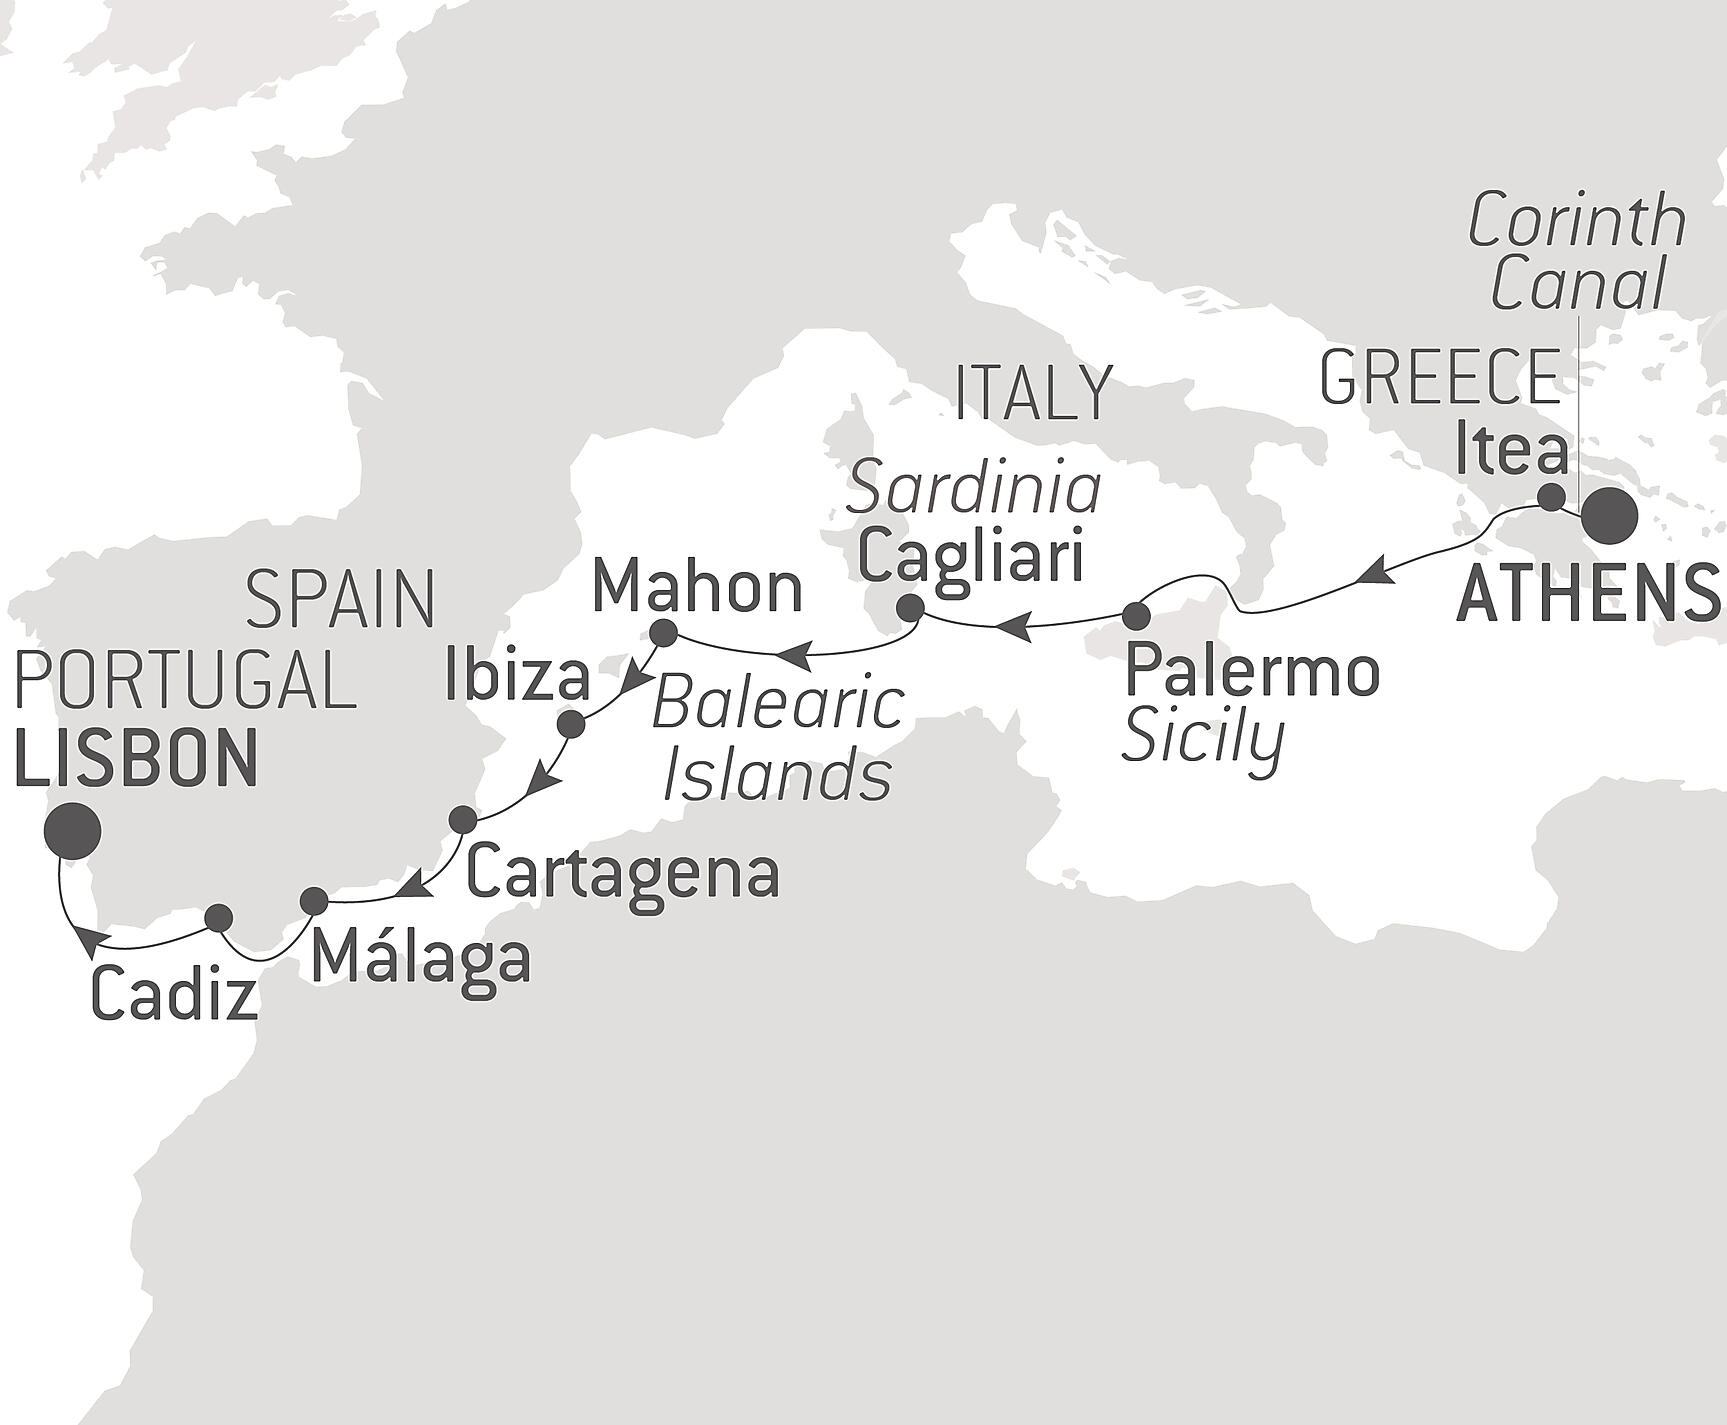 Corinth
Canal
GREECE
ITALY
Itea
Sardinia
Cagliari
Mahon
SPAIN
ATHENS
Ibiza
PORTUGAL
Palermo
Balearic
Sicily
LISBON
Islands
Cartagena
Málaga
Cadiz